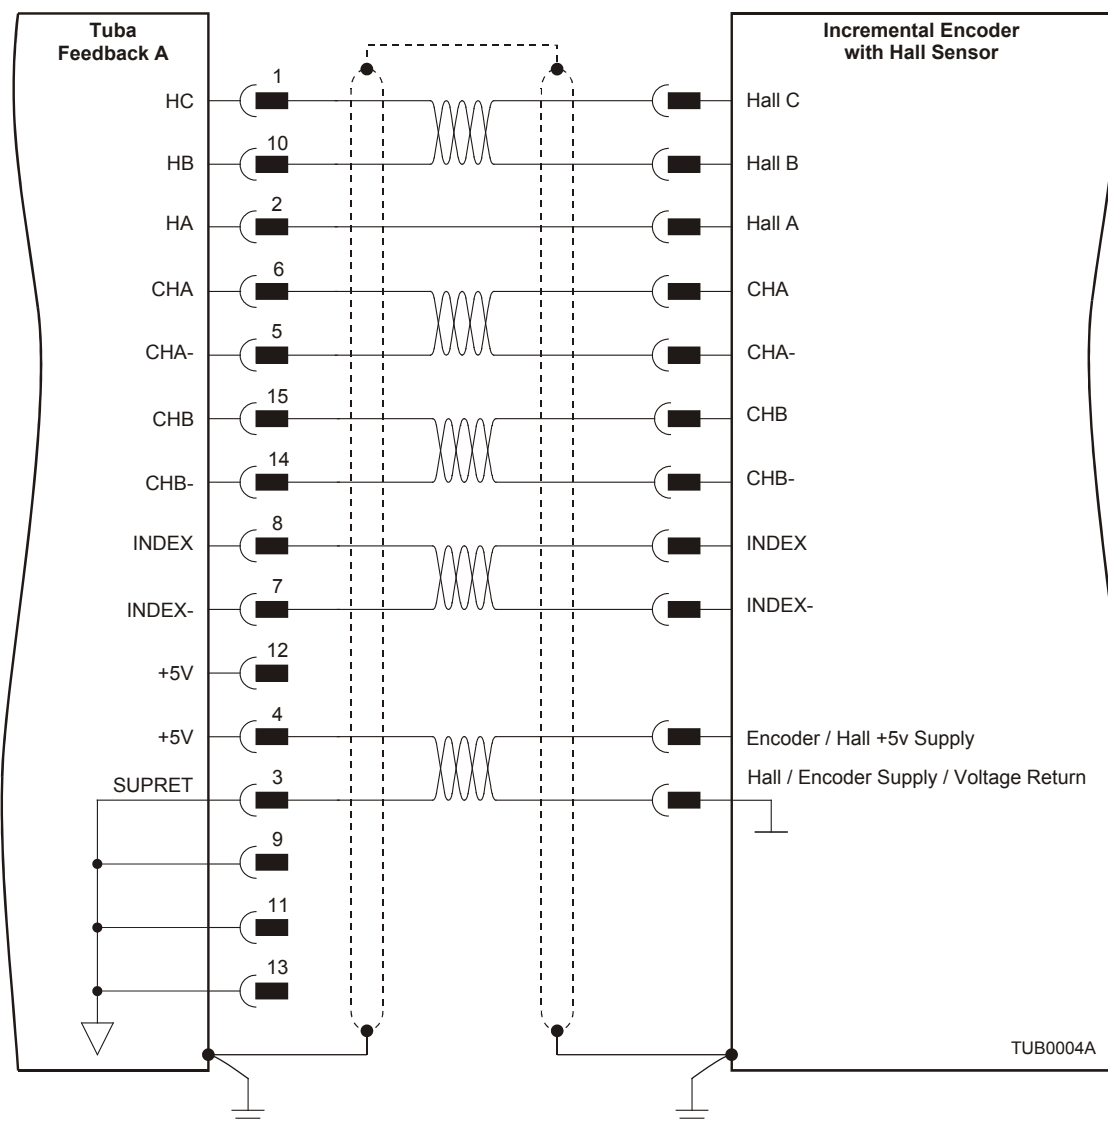 Tuba
Feedback A
Incremental Encoder
with Hall Sensor
HC 1 Hall C
HB 10 Hall B
HA 2 Hall A
CHA 6 CHA
CHA- 5 CHA-
CHB 15 CHB
CHB- 14 CHB-
INDEX 8 INDEX
INDEX- 7 INDEX-
+5V 12
+5V 4 Encoder / Hall +5v Supply
SUPRET 3 Hall / Encoder Supply / Voltage Return
9
11
13
TUB0004A